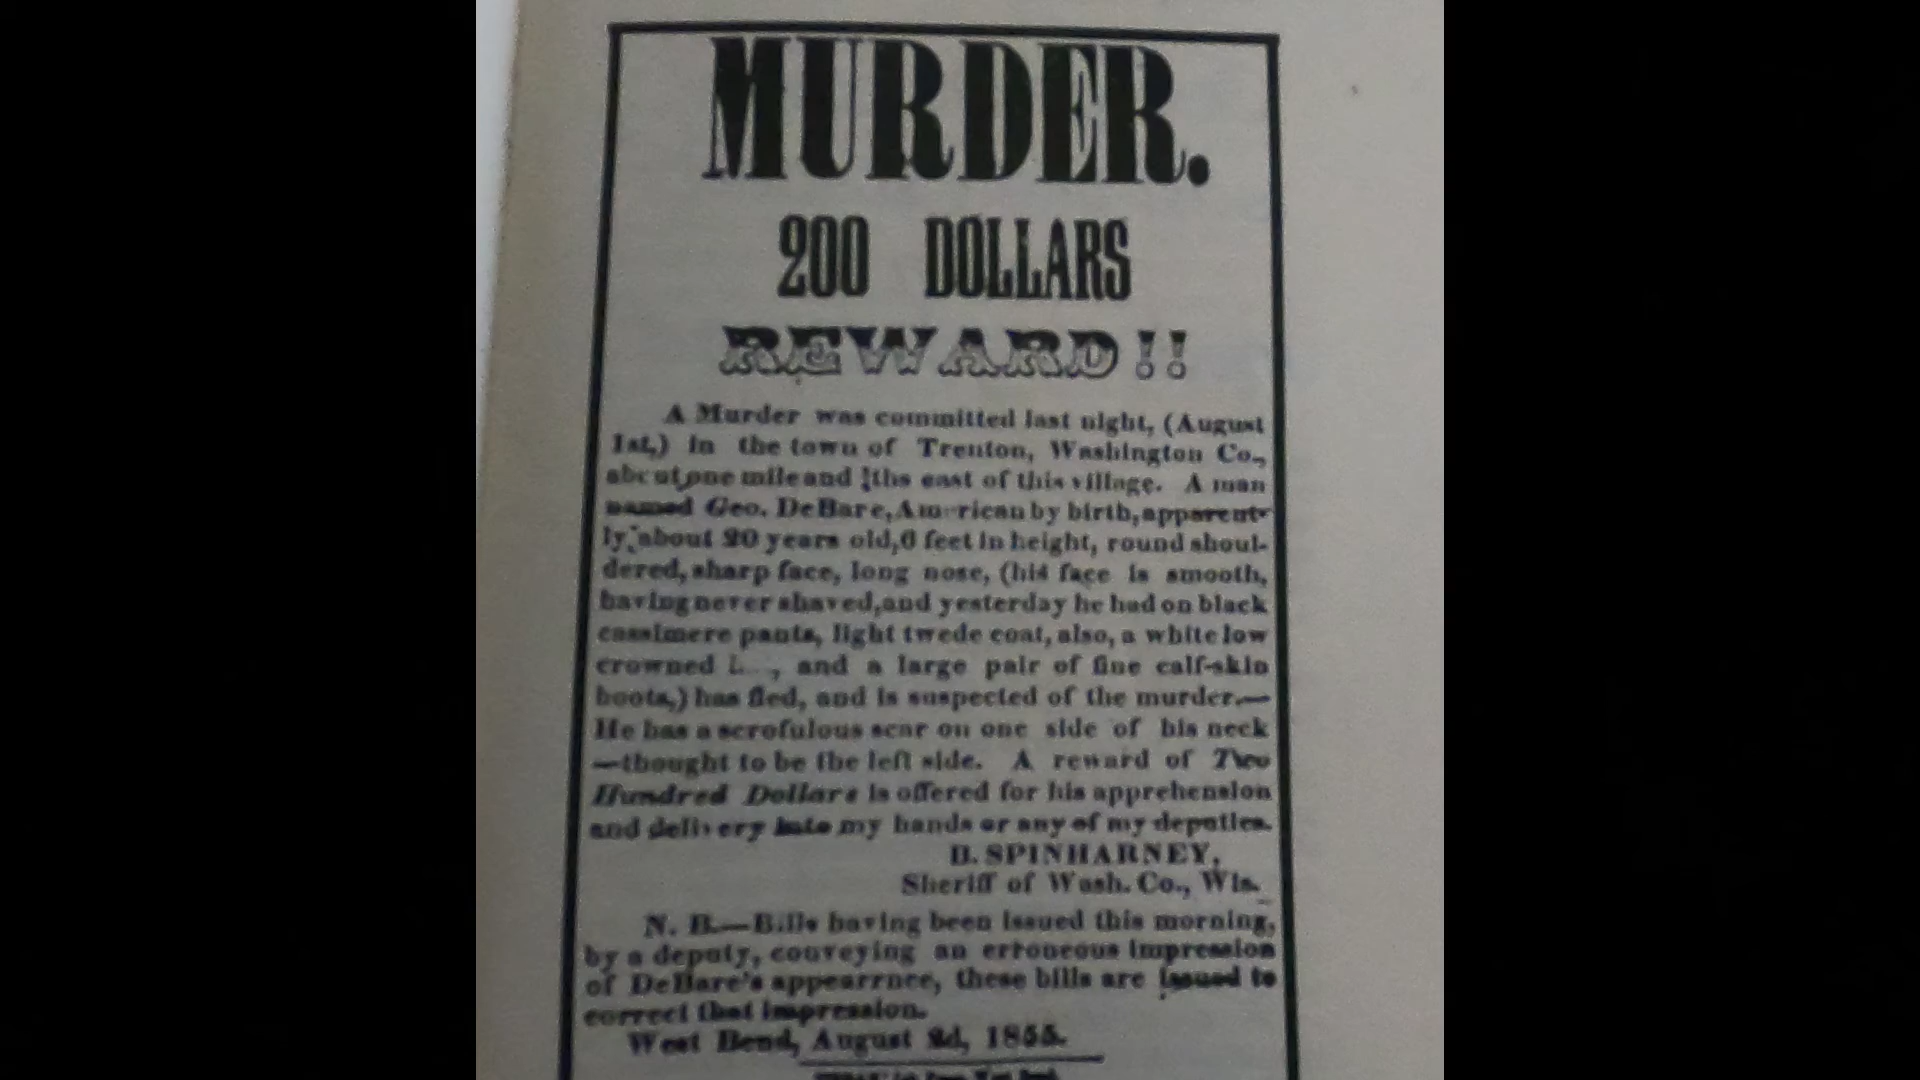 MURDER.
200 DOLLARS
REWARD!!
A Murder was committed last night, (August
1st,) in the town of Trenton, Washington Co.,
about one mile and ths east of this village. A man
named Geo. DeBare, American by birth, apparent-
ly, about 20 years old, 6 feet in height, round shoul-
dered, sharp face, long nose, (his face is smooth,
having never shaved, and yesterday he had on black
cassimere pants, light twede coat, also, a white low
crowned , and a large pair of fine calf-skin
boots,) has fled, and is suspected of the murder.—
He has a scrofulous scar on one side of his neck
—thought to be the left side. A reward of Two
Hundred Dollars is offered for his apprehension
and delivery into my hands or any of my deputies.
D. SPINHARNEY,
Sheriff of Wash. Co., Wis.
N. B.—Bills having been issued this morning,
by a deputy, conveying an erroneous impression
of DeBare's appearrnce, these bills are issued to
correct that impression.
West Bend, August 2d, 1855.